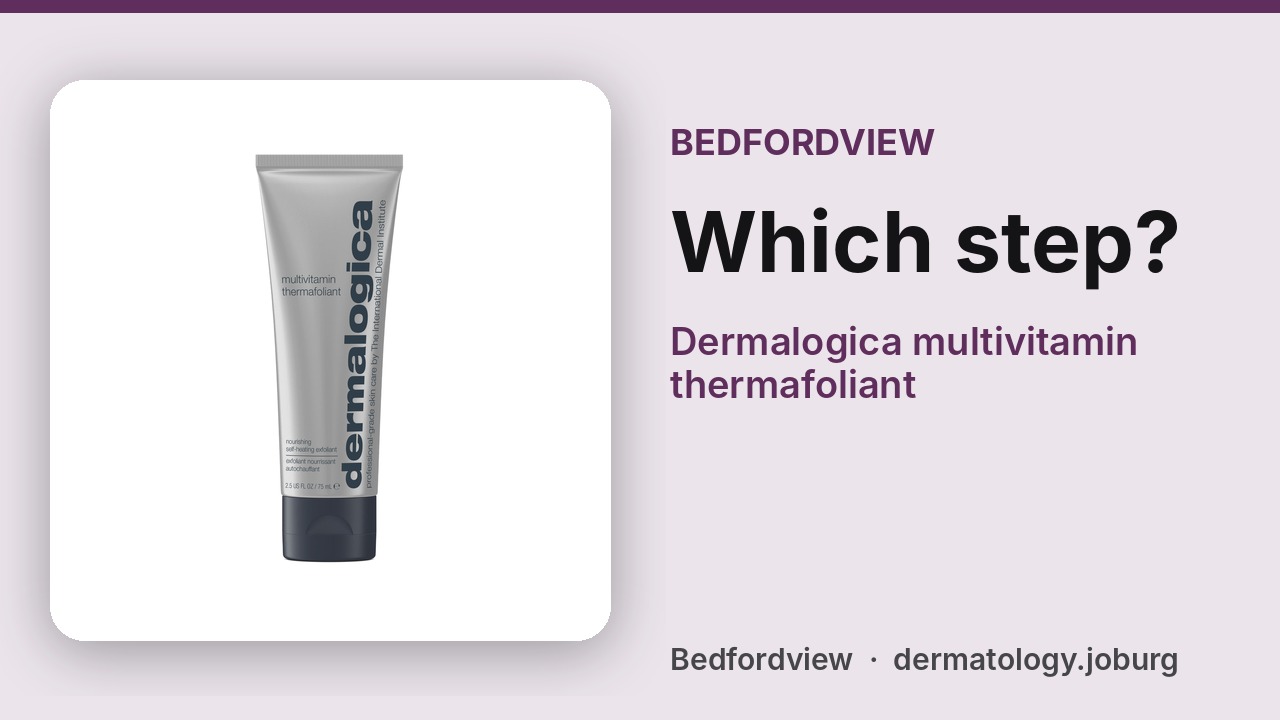 BEDFORDVIEW
Which step?
Dermalogica multivitamin
thermafoliant
Bedfordview · dermatology.joburg
multivitamin
thermafoliant
dermalogica
professional-grade skin care by The International Dermal Institute
nourishing
self-heating exfoliant
exfoliant nourrissant
autochauffant
2.5 US FL OZ / 75 mL ℮